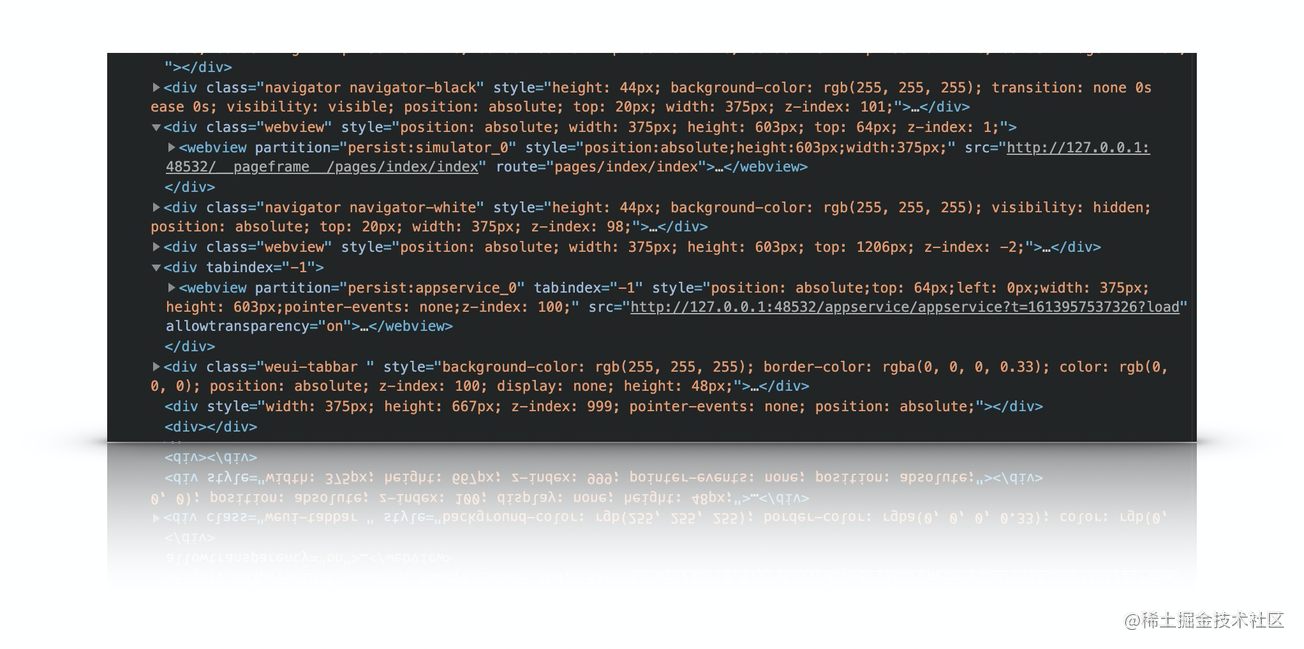 "></div>
▶<div class="navigator navigator-black" style="height: 44px; background-color: rgb(255, 255, 255); transition: none 0s
ease 0s; visibility: visible; position: absolute; top: 20px; width: 375px; z-index: 101;">…</div>
▼<div class="webview" style="position: absolute; width: 375px; height: 603px; top: 64px; z-index: 1;">
▶<webview partition="persist:simulator_0" style="position:absolute;height:603px;width:375px;" src="http://127.0.0.1:
48532/__pageframe__/pages/index/index" route="pages/index/index">…</webview>
</div>
▶<div class="navigator navigator-white" style="height: 44px; background-color: rgb(255, 255, 255); visibility: hidden;
position: absolute; top: 20px; width: 375px; z-index: 98;">…</div>
▶<div class="webview" style="position: absolute; width: 375px; height: 603px; top: 1206px; z-index: -2;">…</div>
▼<div tabindex="-1">
▶<webview partition="persist:appservice_0" tabindex="-1" style="position: absolute;top: 64px;left: 0px;width: 375px;
height: 603px;pointer-events: none;z-index: 100;" src="http://127.0.0.1:48532/appservice/appservice?t=1613957537326?load"
allowtransparency="on">…</webview>
</div>
▶<div class="weui-tabbar " style="background-color: rgb(255, 255, 255); border-color: rgba(0, 0, 0, 0.33); color: rgb(0,
0, 0); position: absolute; z-index: 100; display: none; height: 48px;">…</div>
<div style="width: 375px; height: 667px; z-index: 999; pointer-events: none; position: absolute;"></div>
<div></div>
@稀土掘金技术社区